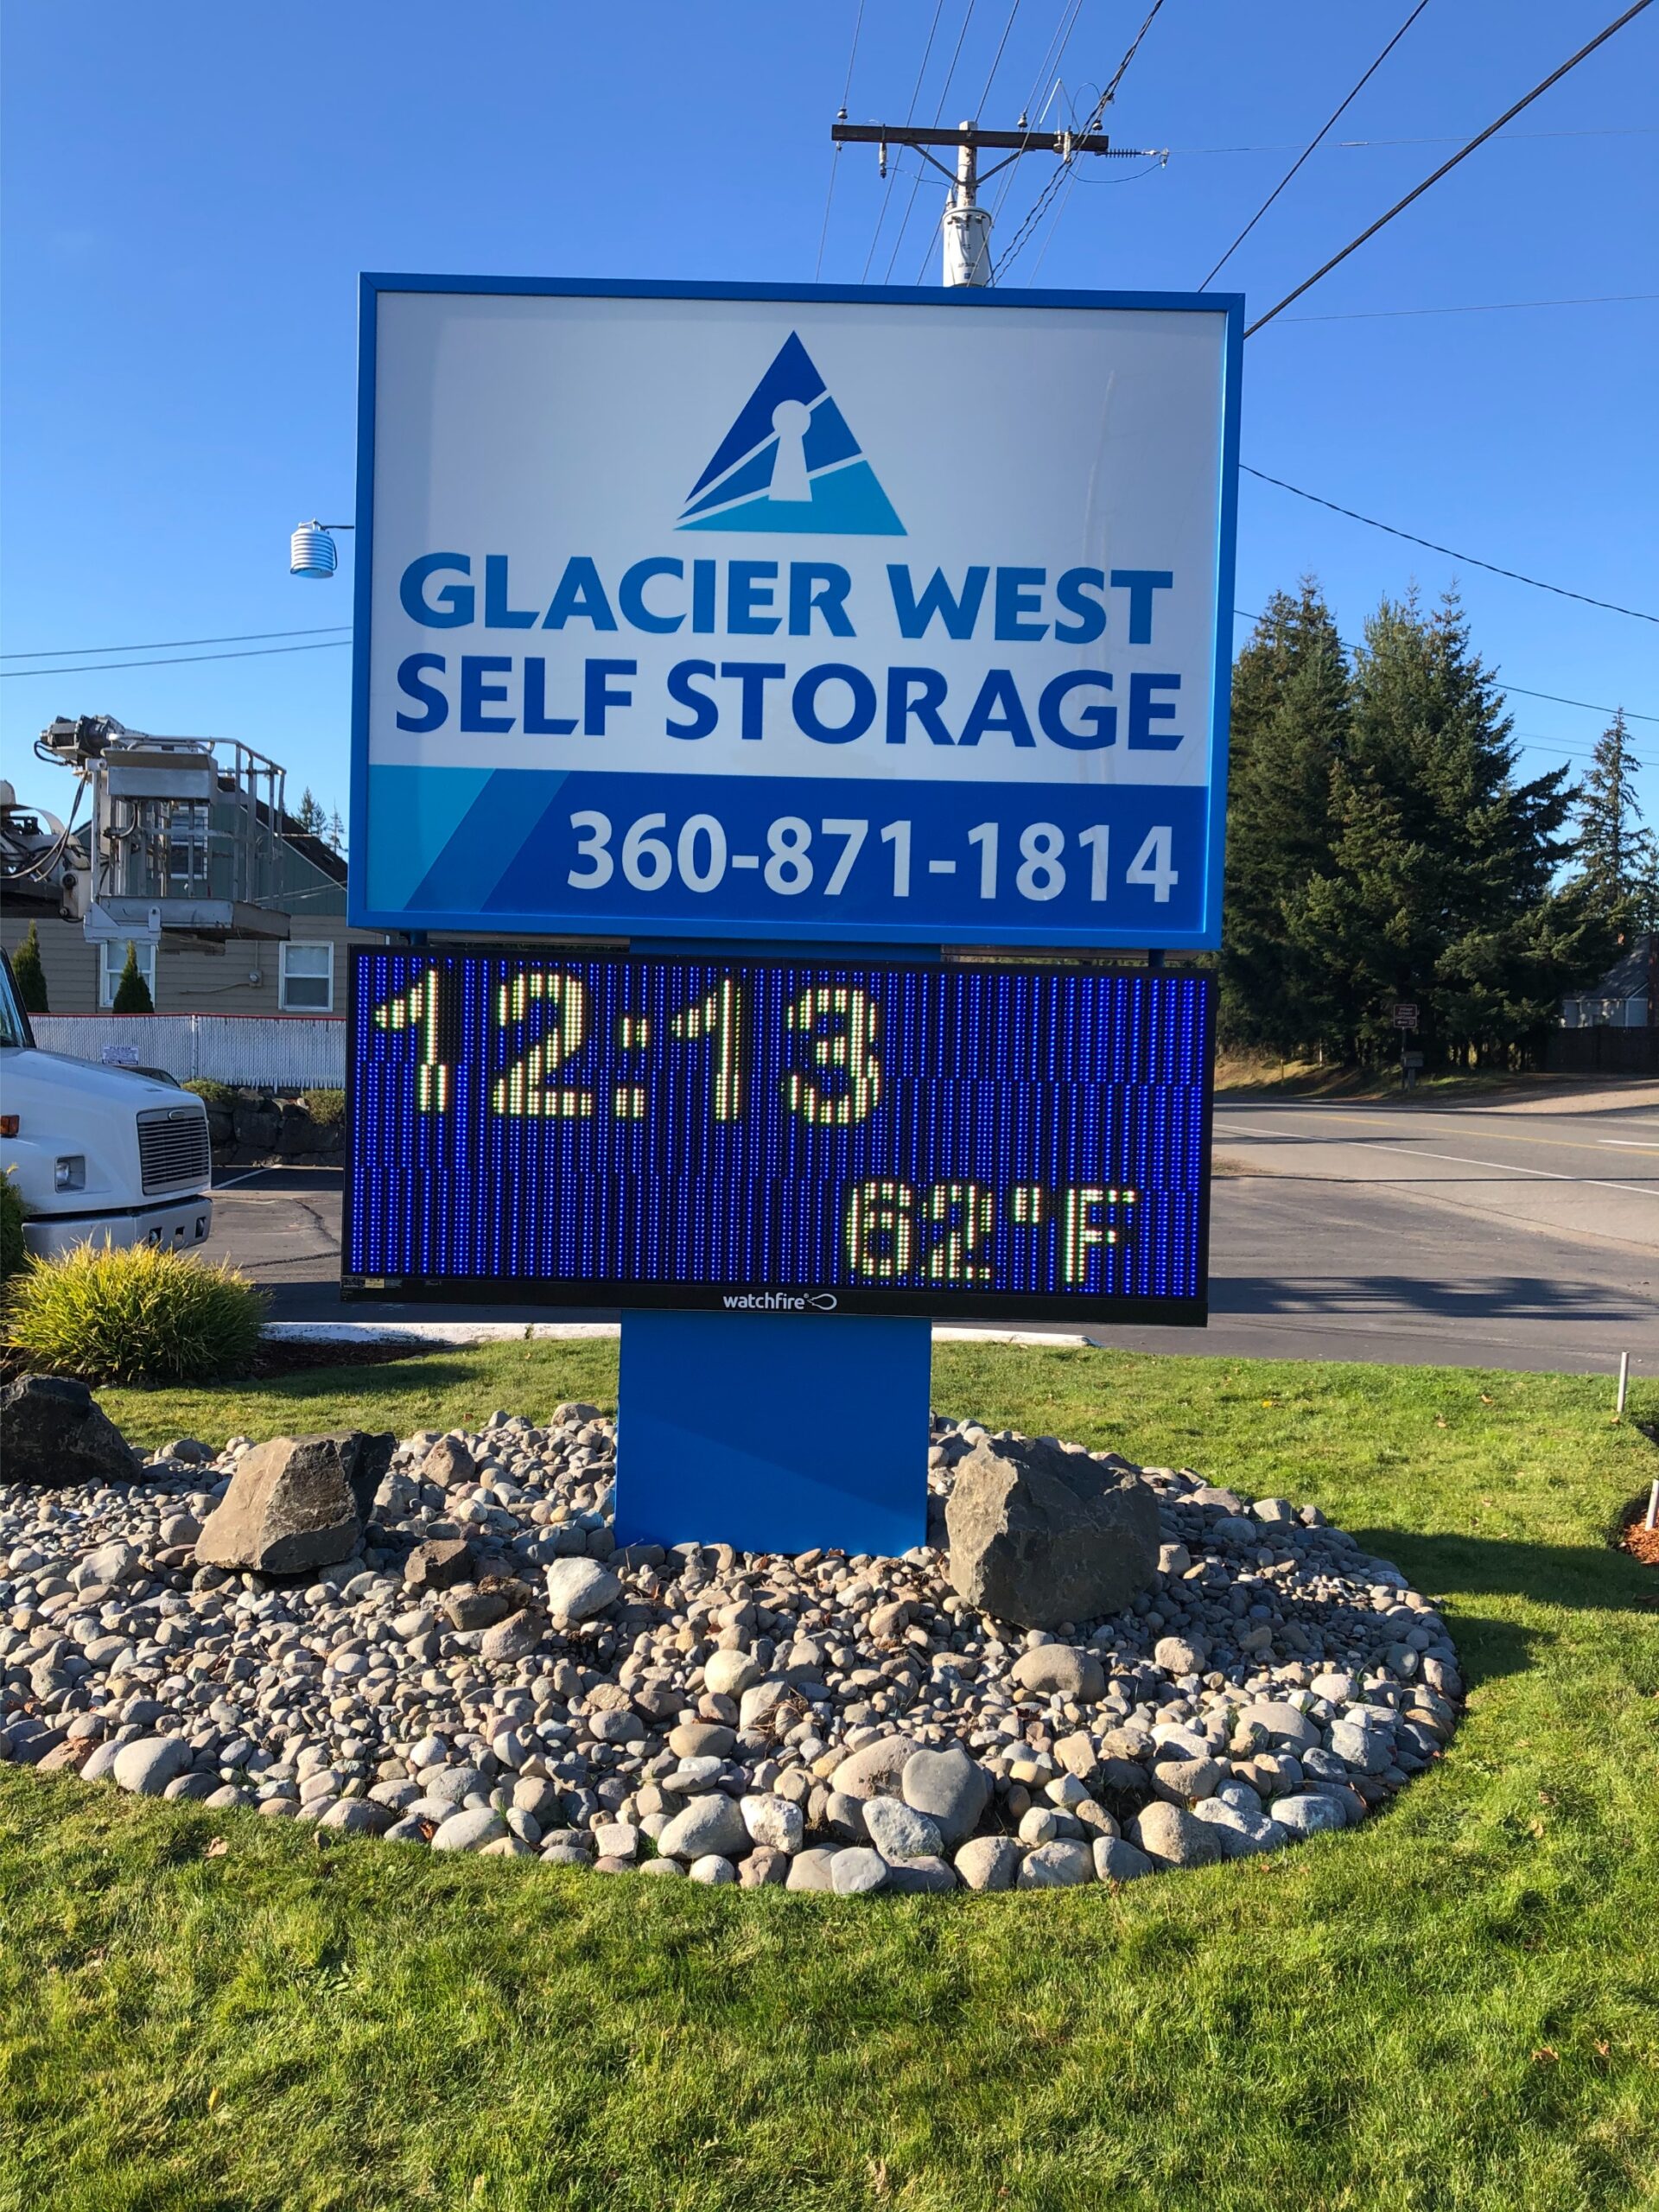 GLACIER WEST
SELF STORAGE
360-871-1814
12:13
62°F
watchfire®